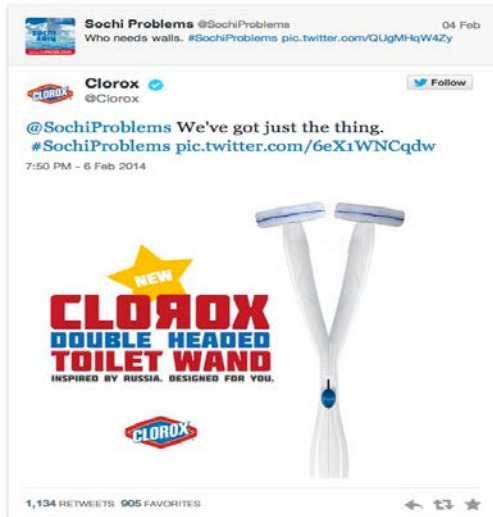 Sochi Problems @SochiProblems 04 Feb
Who needs walls. #SochiProblems pic.twitter.com/QUgMHqW4Zy
Clorox
@Clorox
Follow
@SochiProblems We've got just the thing.
#SochiProblems pic.twitter.com/6eX1WNCqdw
7:50 PM - 6 Feb 2014
NEW
CLOЯOX
DOUBLE HEADED
TOILET WAND
INSPIRED BY RUSSIA. DESIGNED FOR YOU.
CLOROX
1,134 RETWEETS 905 FAVORITES